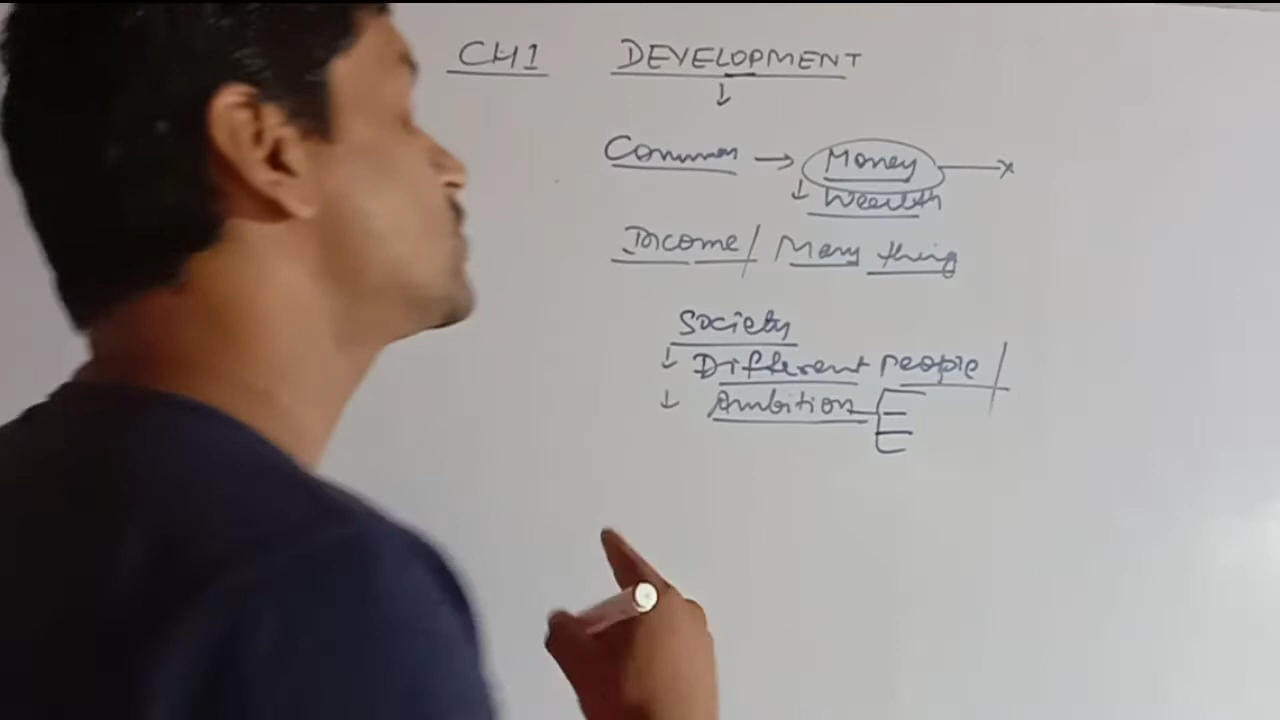 CH1 DEVELOPMENT
↓
Common → Money —×
↓ Wealth
Income / Many thing
Society
↓ Different people /
↓ Ambition